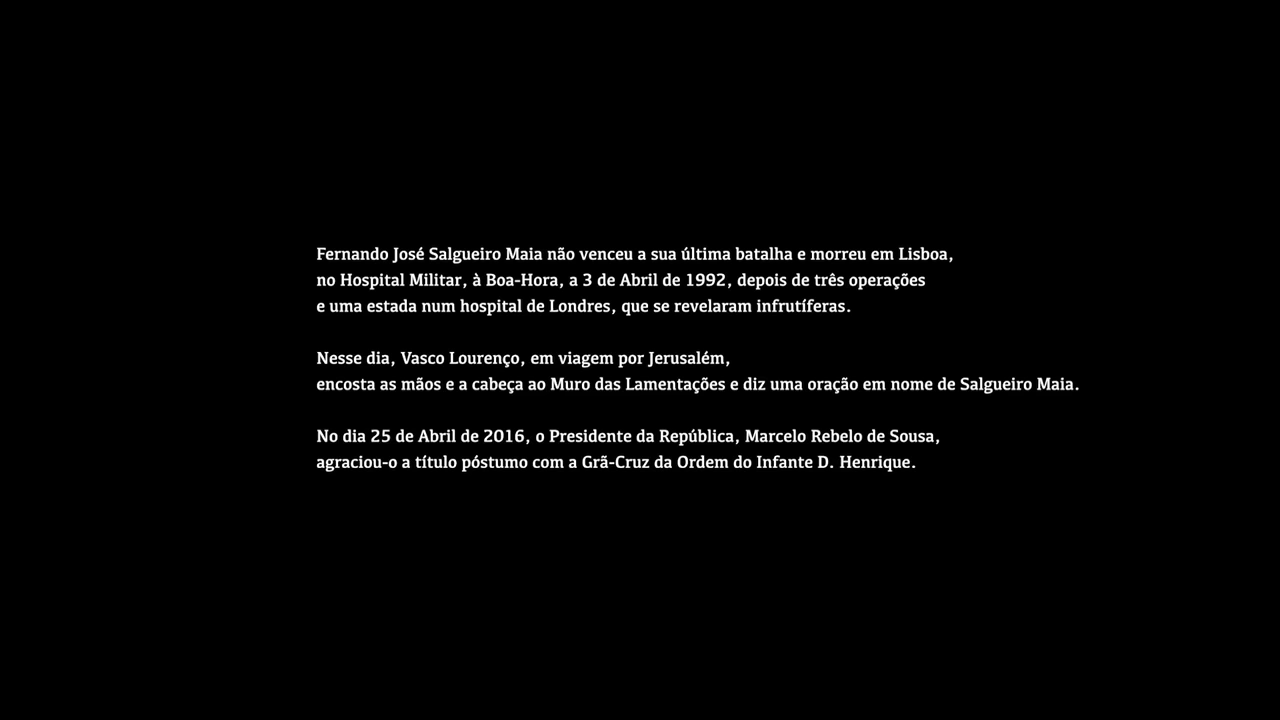 Fernando José Salgueiro Maia não venceu a sua última batalha e morreu em Lisboa,
no Hospital Militar, à Boa-Hora, a 3 de Abril de 1992, depois de três operações
e uma estada num hospital de Londres, que se revelaram infrutíferas.
Nesse dia, Vasco Lourenço, em viagem por Jerusalém,
encosta as mãos e a cabeça ao Muro das Lamentações e diz uma oração em nome de Salgueiro Maia.
No dia 25 de Abril de 2016, o Presidente da República, Marcelo Rebelo de Sousa,
agraciou-o a título póstumo com a Grã-Cruz da Ordem do Infante D. Henrique.